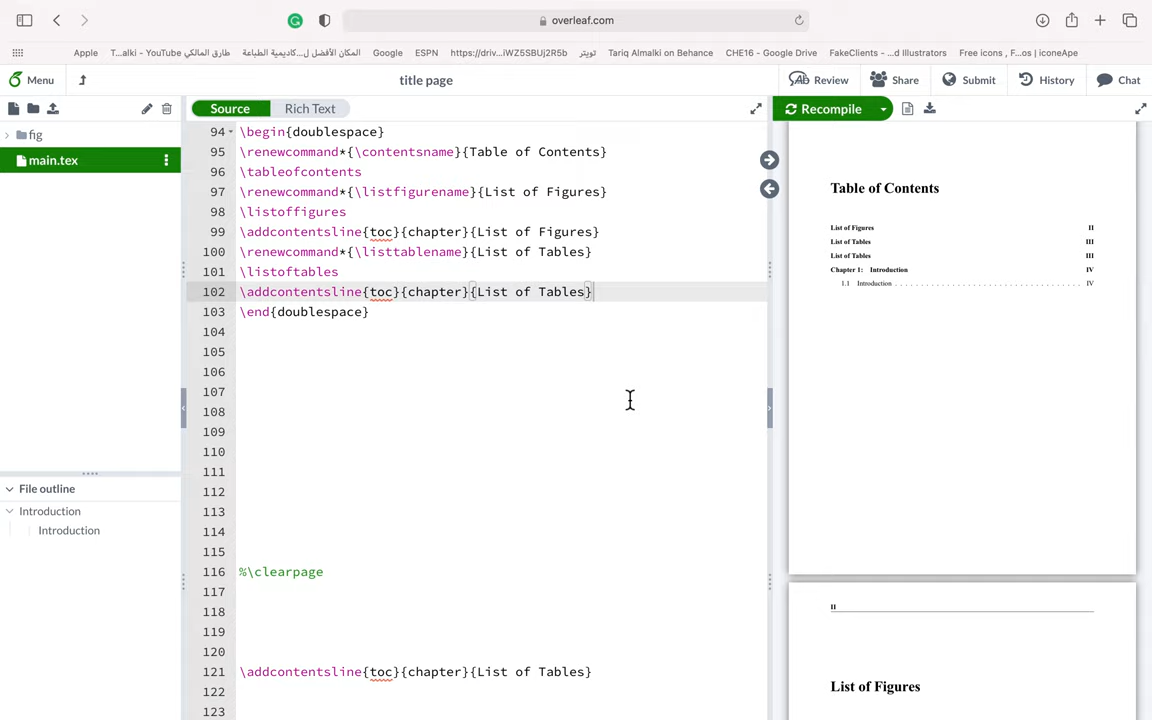 overleaf.com
Apple
طارق المالكي - T...alki - YouTube
المكان الأفضل ل...كاديمية الطباعة
Google
ESPN
https://driv...iWZ5SBUj2R5b
تويتر
Tariq Almalki on Behance
CHE16 - Google Drive
FakeClients - ...d Illustrators
Free icons , F...os | iconeApe
Menu
title page
Review
Share
Submit
History
Chat
Source
Rich Text
Recompile
fig
main.tex
File outline
Introduction
Introduction
94 \begin{doublespace}
95 \renewcommand*{\contentsname}{Table of Contents}
96 \tableofcontents
97 \renewcommand*{\listfigurename}{List of Figures}
98 \listoffigures
99 \addcontentsline{toc}{chapter}{List of Figures}
100 \renewcommand*{\listtablename}{List of Tables}
101 \listoftables
102 \addcontentsline{toc}{chapter}{List of Tables}
103 \end{doublespace}
104
105
106
107
108
109
110
111
112
113
114
115
116 %\clearpage
117
118
119
120
121 \addcontentsline{toc}{chapter}{List of Tables}
122
123
Table of Contents
List of Figures II
List of Tables III
List of Tables III
Chapter 1: Introduction IV
1.1 Introduction . . . . . . . . . . . . . . . . . . . . . . . . . . . . . . . . . . . . . IV
II
List of Figures